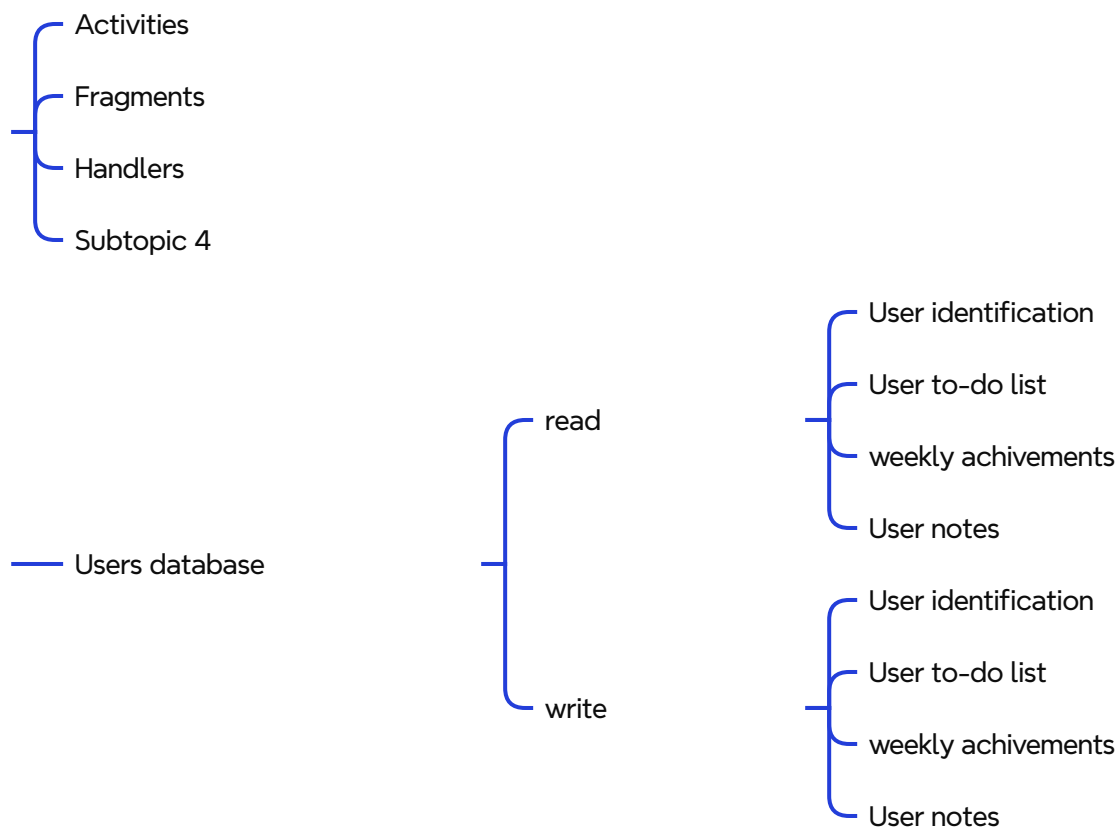 Activities
Fragments
Handlers
Subtopic 4
Users database
read
User identification
User to-do list
weekly achivements
User notes
write
User identification
User to-do list
weekly achivements
User notes